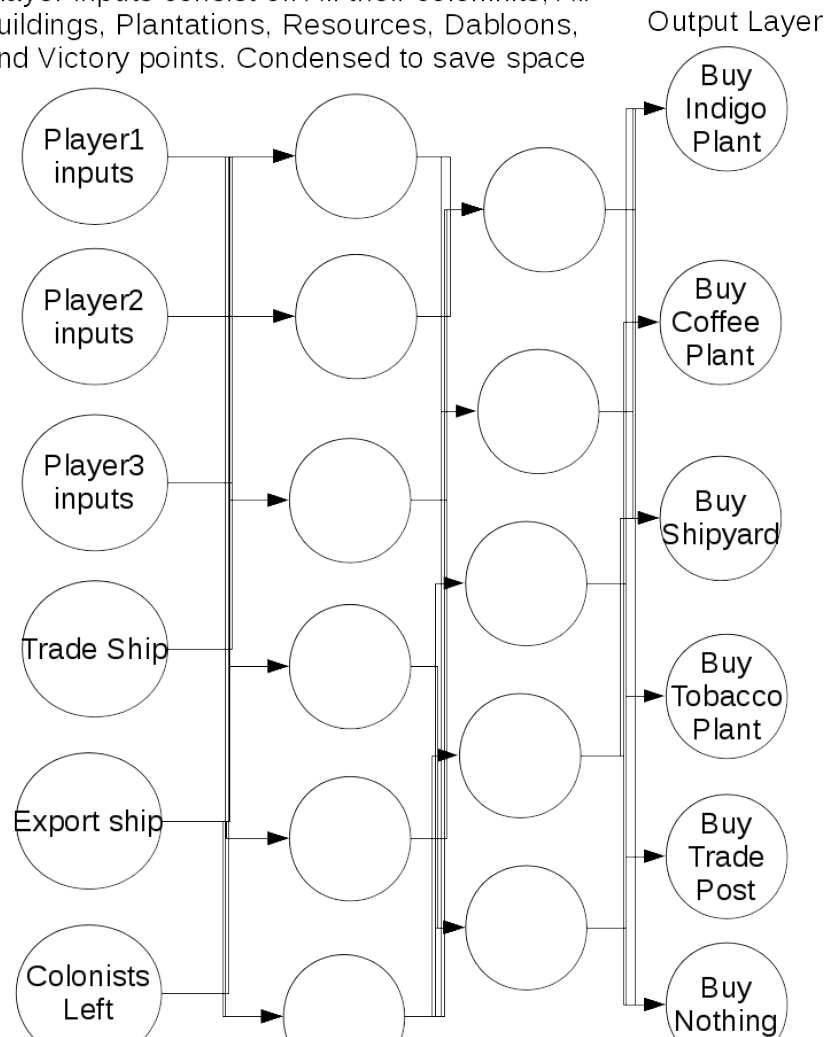 Output Layer
uildings, Plantations, Resources, Dabloons,
nd Victory points. Condensed to save space
Player1
inputs
Player2
inputs
Player3
inputs
Trade Ship
Export ship
Colonists
Left
Buy
Indigo
Plant
Buy
Coffee
Plant
Buy
Shipyard
Buy
Tobacco
Plant
Buy
Trade
Post
Buy
Nothing